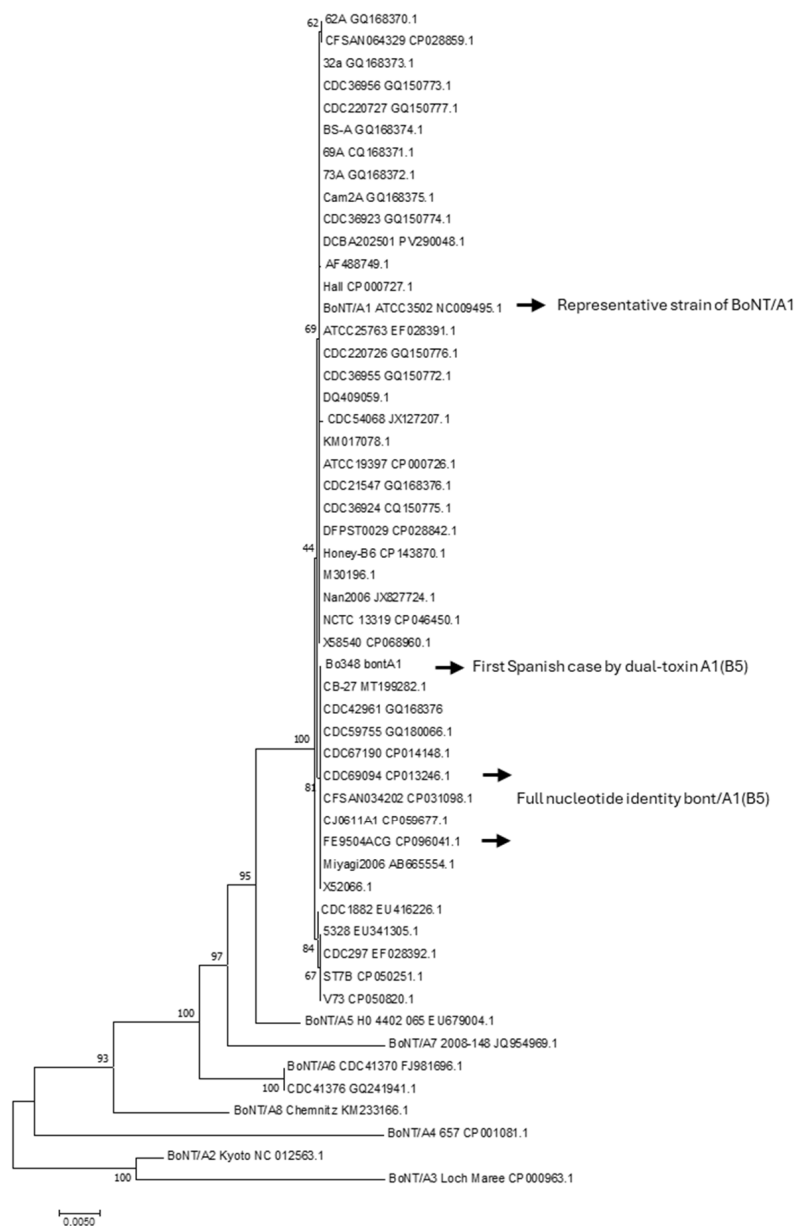 62
62A GQ168370.1
CFSAN064329 CP028859.1
32a GQ168373.1
CDC36956 GQ150773.1
CDC220727 GQ150777.1
BS-A GQ168374.1
69A CQ168371.1
73A GQ168372.1
Cam2A GQ168375.1
CDC36923 GQ150774.1
DCBA202501 PV290048.1
AF488749.1
Hall CP000727.1
BoNT/A1 ATCC3502 NC009495.1
Representative strain of BoNT/A1
69
ATCC25763 EF028391.1
CDC220726 GQ150776.1
CDC36955 GQ150772.1
DQ409059.1
CDC54068 JX127207.1
KM017078.1
ATCC19397 CP000726.1
CDC21547 GQ168376.1
CDC36924 CQ150775.1
DFPST0029 CP028842.1
44
Honey-B6 CP143870.1
M30196.1
Nan2006 JX827724.1
NCTC 13319 CP046450.1
X58540 CP068960.1
Bo348 bontA1
First Spanish case by dual-toxin A1(B5)
CB-27 MT199282.1
CDC42961 GQ168376
CDC59755 GQ180066.1
100
CDC67190 CP014148.1
CDC69094 CP013246.1
81
CFSAN034202 CP031098.1
Full nucleotide identity bont/A1(B5)
CJ0611A1 CP059677.1
FE9504ACG CP096041.1
Miyagi2006 AB665554.1
95
X52066.1
CDC1882 EU416226.1
5328 EU341305.1
84
CDC297 EF028392.1
97
67
ST7B CP050251.1
V73 CP050820.1
100
BoNT/A5 H0 4402 065 EU679004.1
BoNT/A7 2008-148 JQ954969.1
93
BoNT/A6 CDC41370 FJ981696.1
100
CDC41376 GQ241941.1
BoNT/A8 Chemnitz KM233166.1
BoNT/A4 657 CP001081.1
BoNT/A2 Kyoto NC 012563.1
100
BoNT/A3 Loch Maree CP000963.1
0.0050